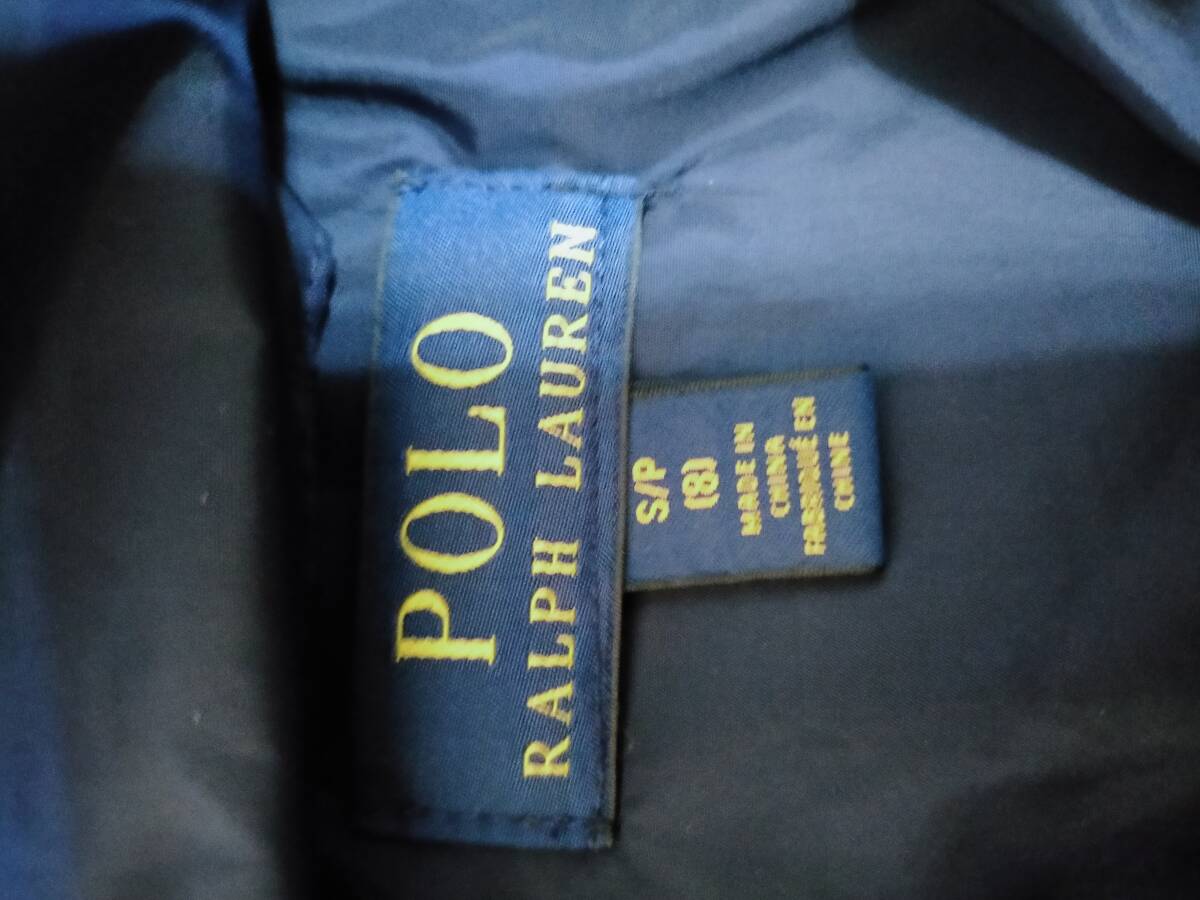 POLO
RALPH LAUREN
S/P
(8)
MADE IN
CHINA
FABRIQUÉ EN
CHINE